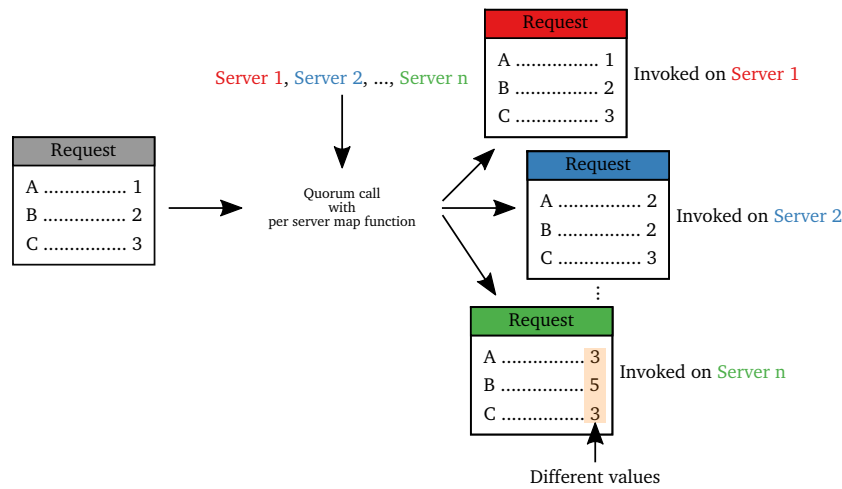 Request
A ................ 1
B ................ 2
C ................ 3
Server 1, Server 2, ..., Server n
Quorum call
with
per server map function
Request
A ................ 1
B ................ 2
C ................ 3
Invoked on Server 1
Request
A ................ 2
B ................ 2
C ................ 3
Invoked on Server 2
...
Request
A ................ 3
B ................ 5
C ................ 3
Invoked on Server n
Different values